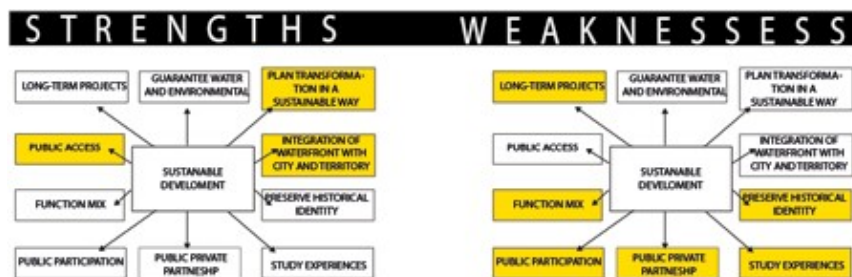 STRENGTHS
WEAKNESSESS
LONG-TERM PROJECTS
GUARANTEE WATER
AND ENVIRONMENTAL
PLAN TRANSFORMA-
TION IN A
SUSTAINABLE WAY
PUBLIC ACCESS
INTEGRATION OF
WATERFRONT WITH
CITY AND TERRITORY
SUSTANABLE
DEVELOMENT
FUNCTION MIX
PRESERVE HISTORICAL
IDENTITY
PUBLIC PARTICIPATION
PUBLIC PRIVATE
PARTNESHP
STUDY EXPERIENCES
LONG-TERM PROJECTS
GUARANTEE WATER
AND ENVIRONMENTAL
PLAN TRANSFORMA-
TION IN A
SUSTAINABLE WAY
PUBLIC ACCESS
INTEGRATION OF
WATERFRONT WITH
CITY AND TERRITORY
SUSTANABLE
DEVELOMENT
FUNCTION MIX
PRESERVE HISTORICAL
IDENTITY
PUBLIC PARTICIPATION
PUBLIC PRIVATE
PARTNESHP
STUDY EXPERIENCES